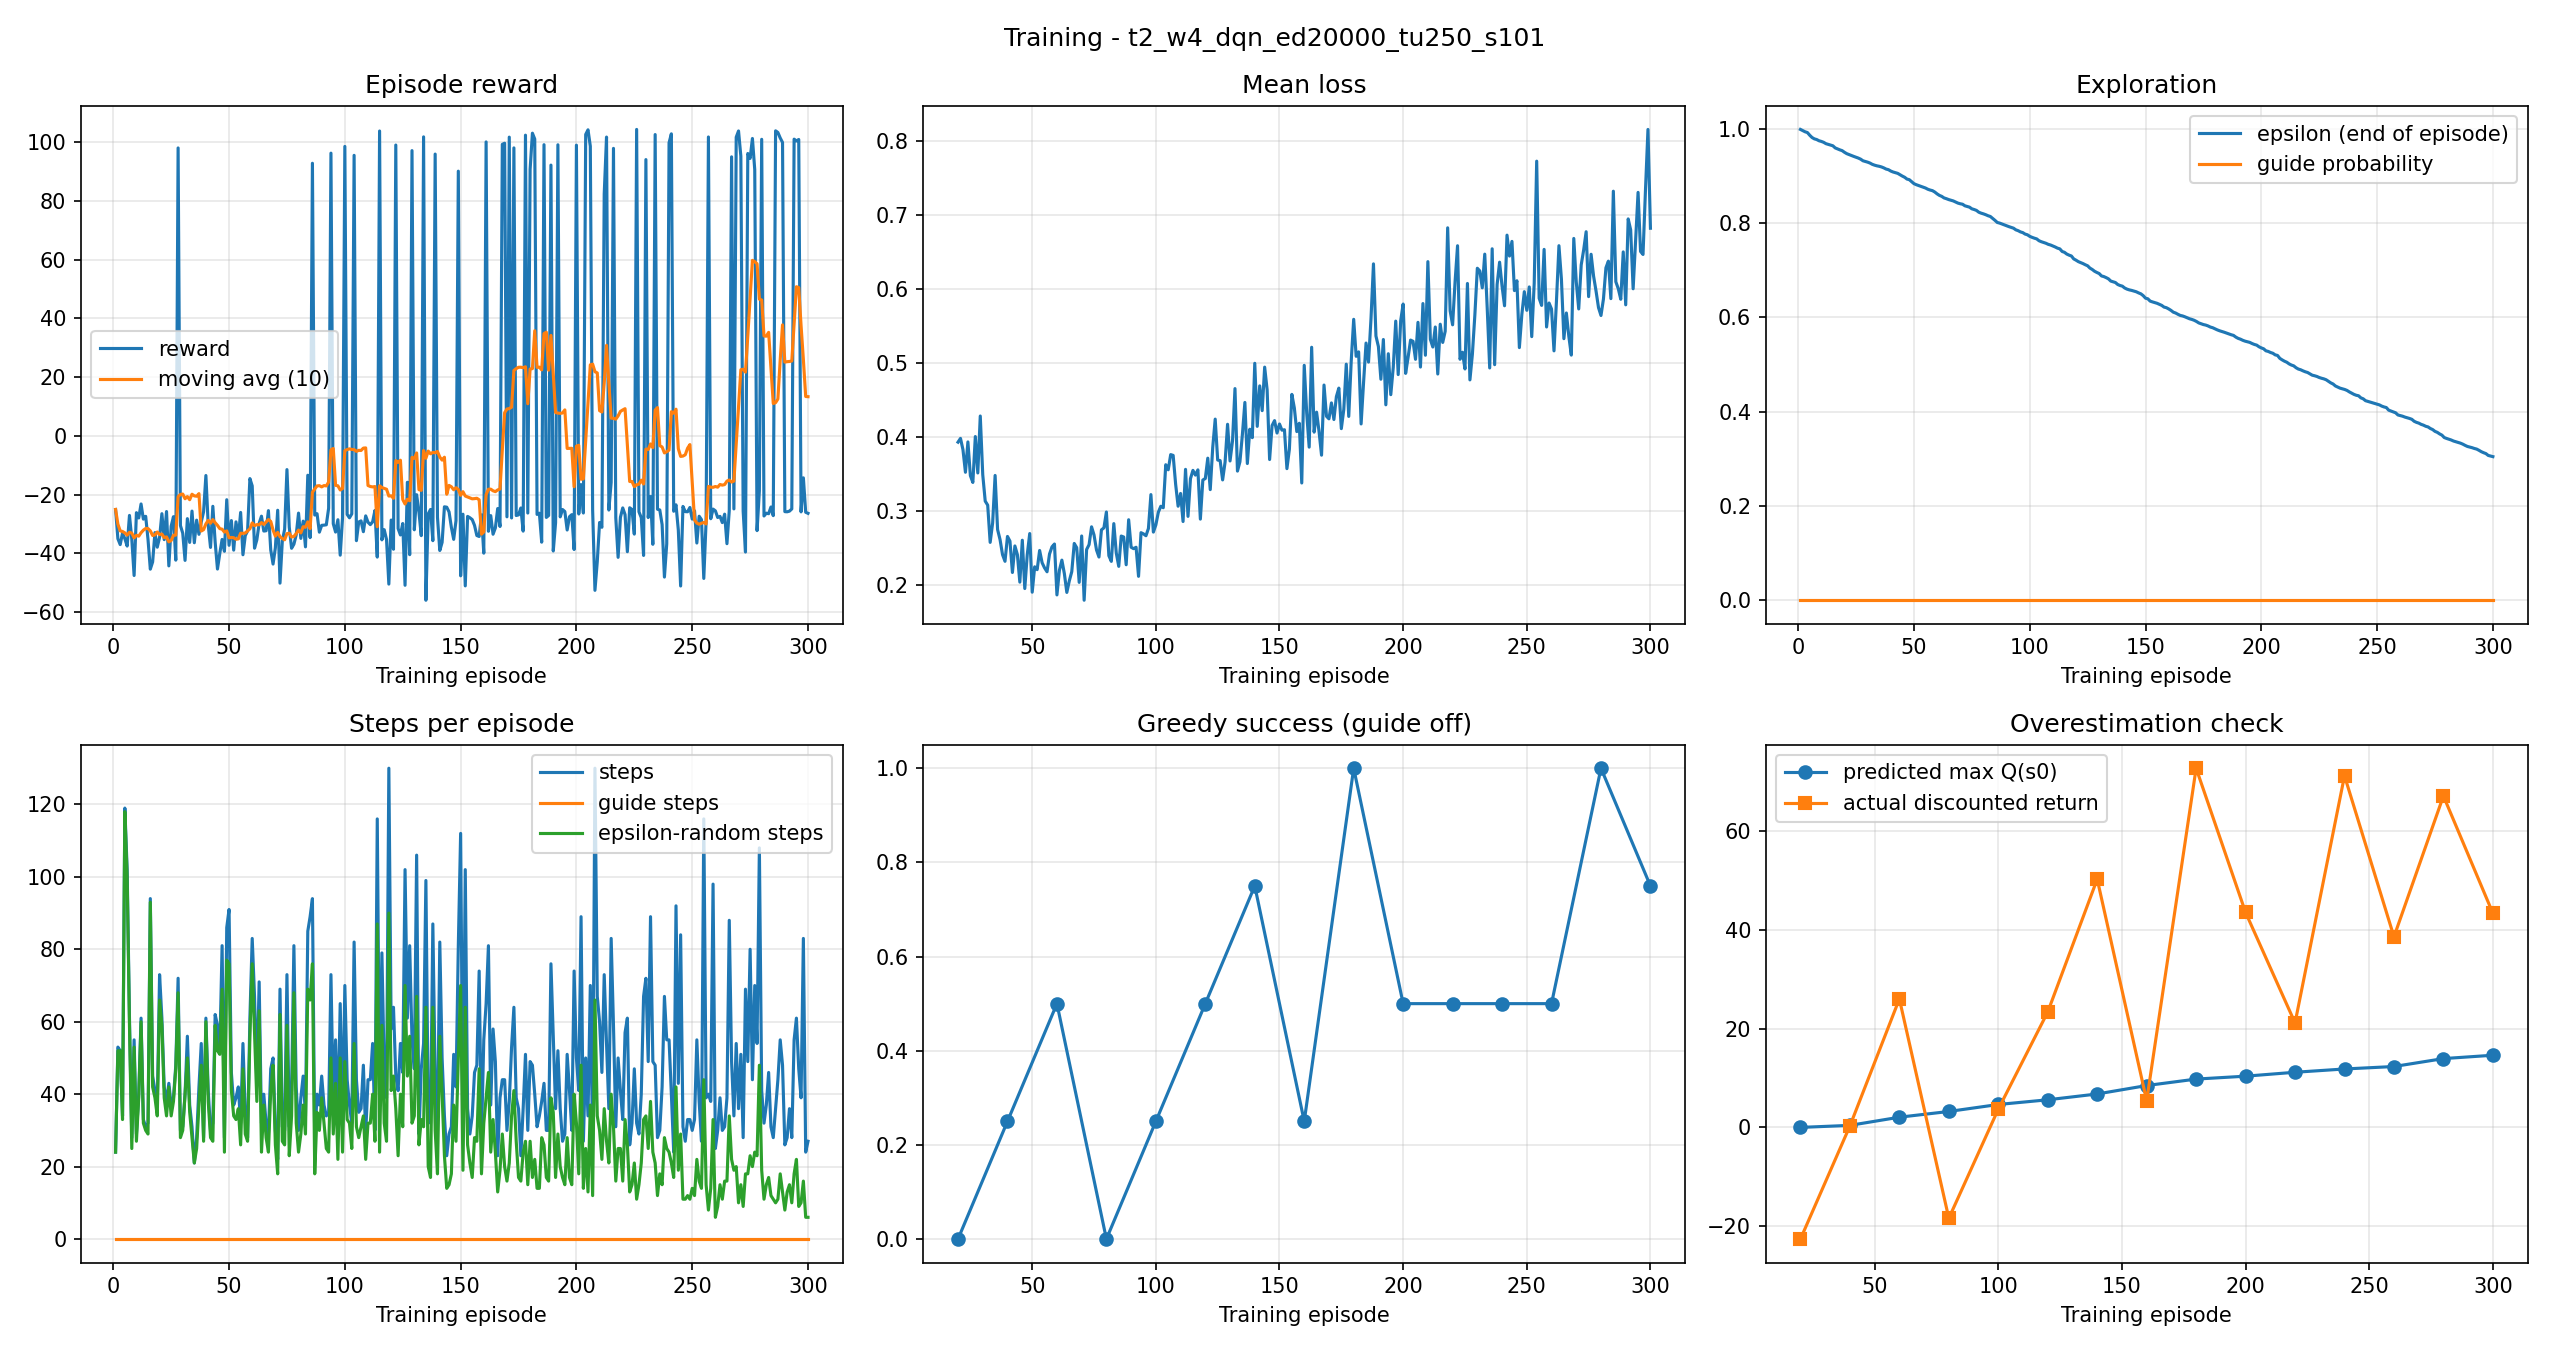 Training - t2_w4_dqn_ed20000_tu250_s101
Episode reward
100
80
60
40
20
0
−20
−40
−60
reward
moving avg (10)
0 50 100 150 200 250 300
Training episode
Mean loss
0.8
0.7
0.6
0.5
0.4
0.3
0.2
50 100 150 200 250 300
Training episode
Exploration
1.0
0.8
0.6
0.4
0.2
0.0
epsilon (end of episode)
guide probability
0 50 100 150 200 250 300
Training episode
Steps per episode
120
100
80
60
40
20
0
steps
guide steps
epsilon-random steps
0 50 100 150 200 250 300
Training episode
Greedy success (guide off)
1.0
0.8
0.6
0.4
0.2
0.0
50 100 150 200 250 300
Training episode
Overestimation check
60
40
20
0
−20
predicted max Q(s0)
actual discounted return
50 100 150 200 250 300
Training episode